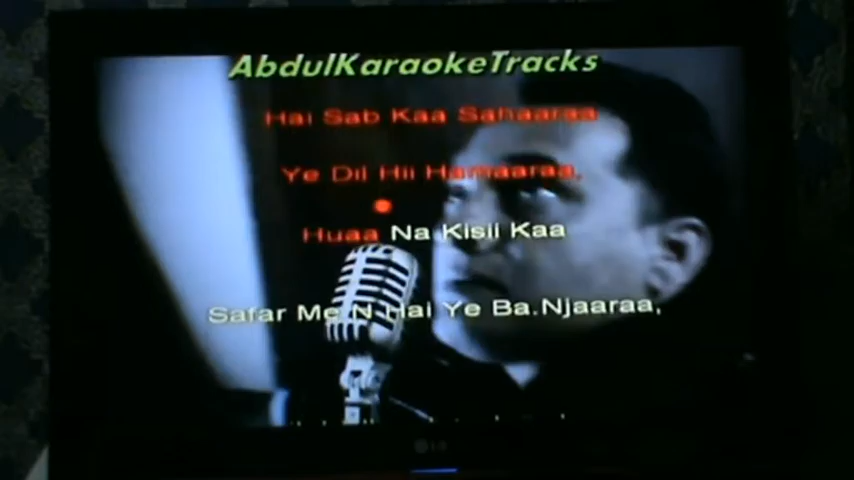 AbdulKaraokeTracks
Hai Sab Kaa Sahaaraa
Ye Dil Hii Hamaaraa,
Huaa Na Kisii Kaa
Safar Me.N Hai Ye Ba.Njaaraa,
LG